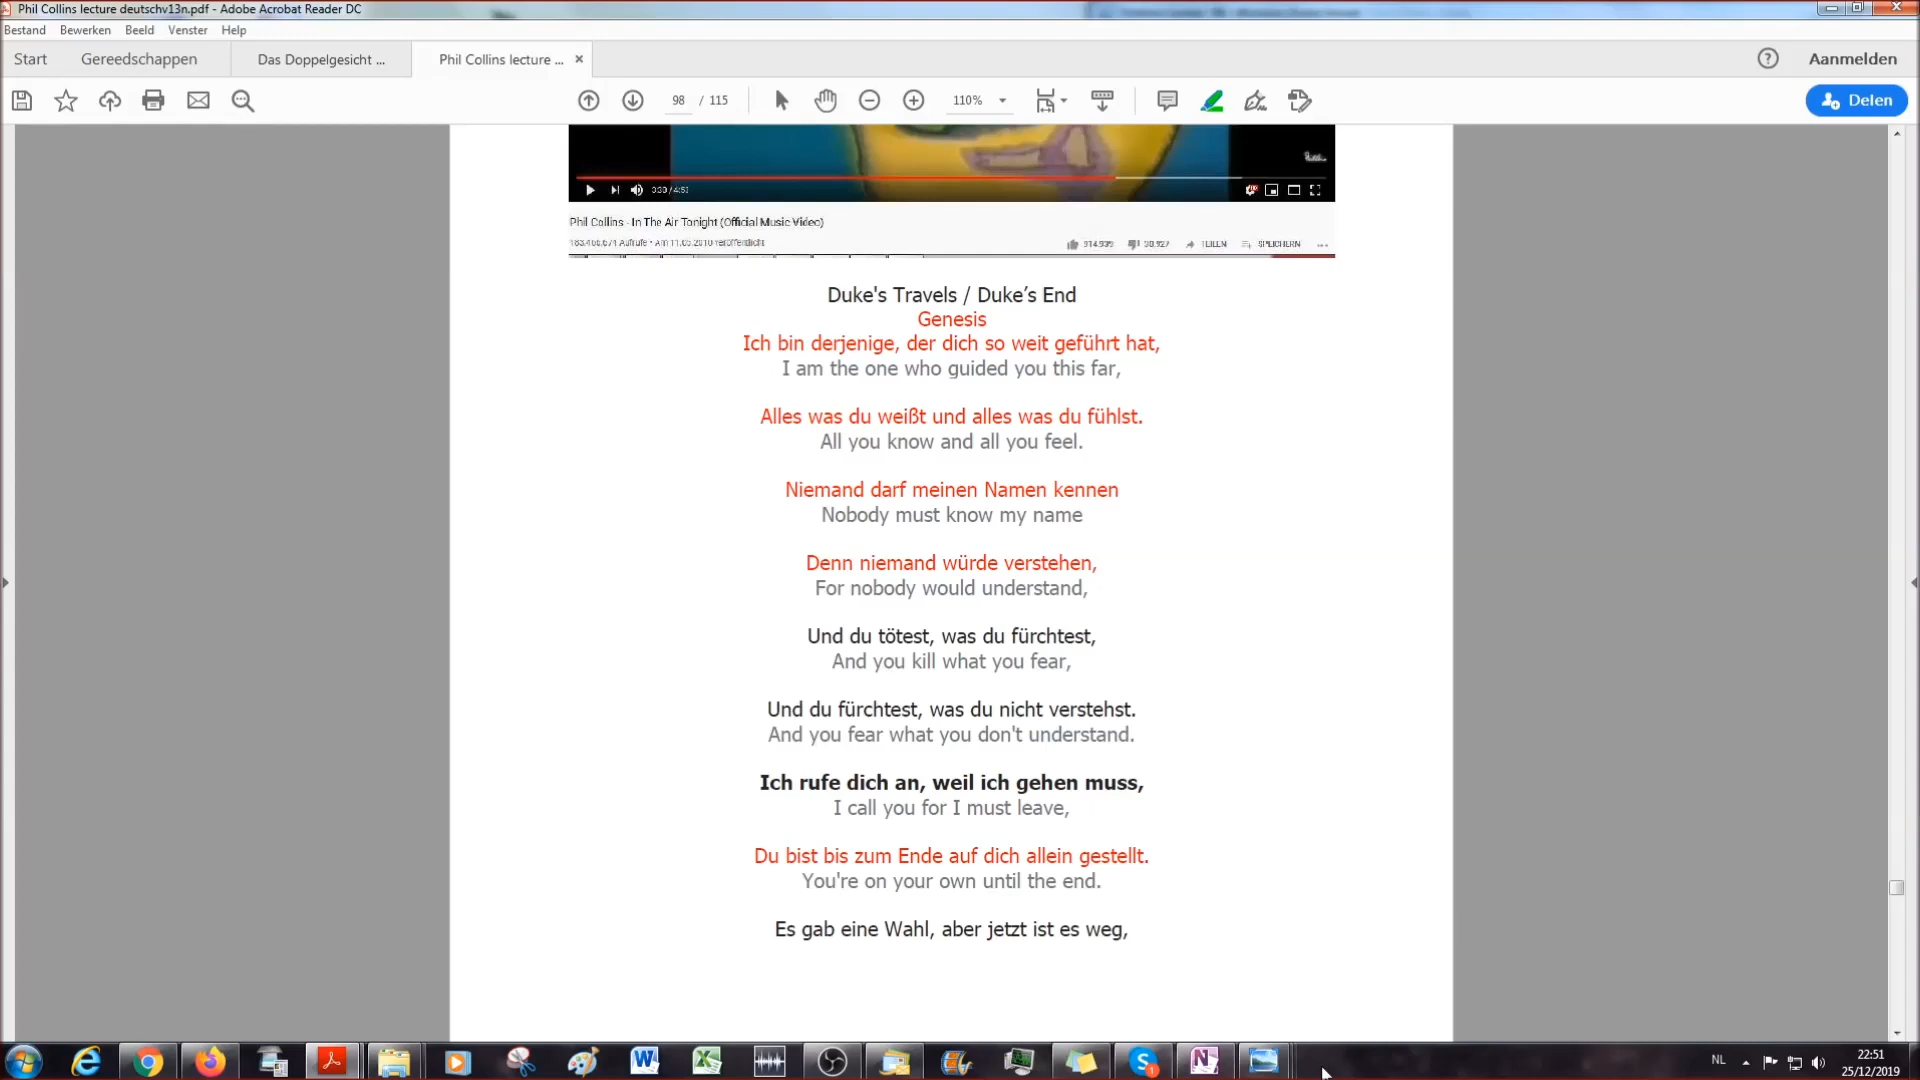 Phil Collins lecture deutschv13n.pdf - Adobe Acrobat Reader DC
Bestand Bewerken Beeld Venster Help
Start Gereedschappen Das Doppelgesicht ... Phil Collins lecture ... × Aanmelden
98 / 115 110% Delen
Phil Collins - In The Air Tonight (Official Music Video)
TEILEN SPEICHERN ...
Duke's Travels / Duke’s End
Genesis
Ich bin derjenige, der dich so weit geführt hat,
I am the one who guided you this far,
Alles was du weißt und alles was du fühlst.
All you know and all you feel.
Niemand darf meinen Namen kennen
Nobody must know my name
Denn niemand würde verstehen,
For nobody would understand,
Und du tötest, was du fürchtest,
And you kill what you fear,
Und du fürchtest, was du nicht verstehst.
And you fear what you don't understand.
Ich rufe dich an, weil ich gehen muss,
I call you for I must leave,
Du bist bis zum Ende auf dich allein gestellt.
You're on your own until the end.
Es gab eine Wahl, aber jetzt ist es weg,
NL 22:51
25/12/2019